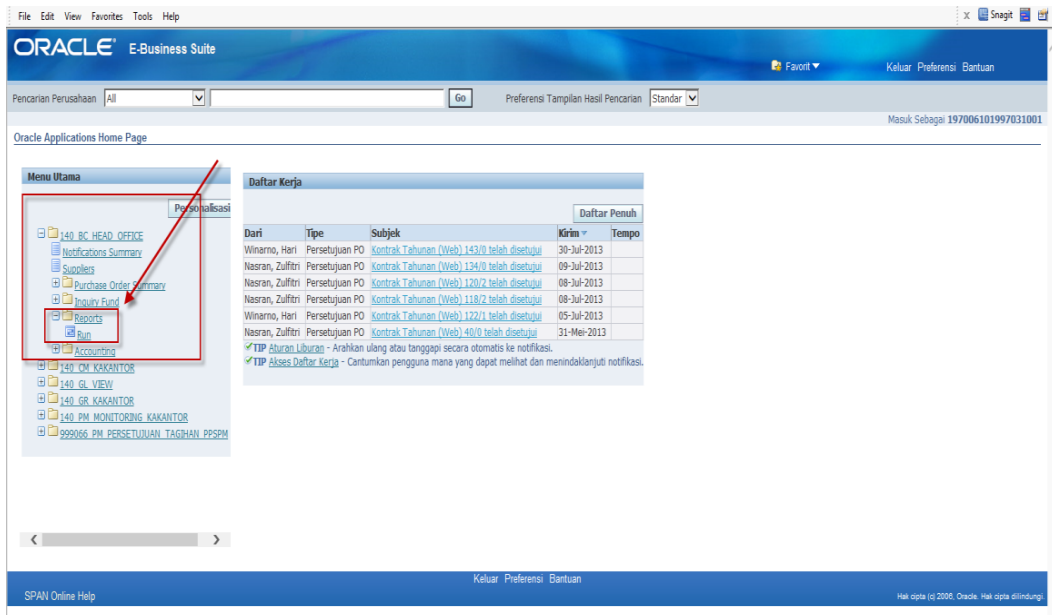 File Edit View Favorites Tools Help
x Snagit
ORACLE E-Business Suite
Favorit
Keluar Preferensi Bantuan
Pencarian Perusahaan All Go Preferensi Tampilan Hasil Pencarian Standar
Masuk Sebagai 197006101997031001
Oracle Applications Home Page
Menu Utama
Personalisasi
140 BC HEAD OFFICE
Notifications Summary
Suppliers
Purchase Order Summary
Inquiry Fund
Reports
Run
Accounting
140 CM KAKANTOR
140 GL VIEW
140 GR KAKANTOR
140 PM MONITORING KAKANTOR
999066 PM PERSETUJUAN TAGIHAN PPSPM
Daftar Kerja
Daftar Penuh
Dari Tipe Subjek Kirim Tempo
Winarno, Hari Persetujuan PO Kontrak Tahunan (Web) 143/0 telah disetujui 30-Jul-2013
Nasran, Zulfitri Persetujuan PO Kontrak Tahunan (Web) 134/0 telah disetujui 09-Jul-2013
Nasran, Zulfitri Persetujuan PO Kontrak Tahunan (Web) 120/2 telah disetujui 08-Jul-2013
Nasran, Zulfitri Persetujuan PO Kontrak Tahunan (Web) 118/2 telah disetujui 08-Jul-2013
Winarno, Hari Persetujuan PO Kontrak Tahunan (Web) 122/1 telah disetujui 05-Jul-2013
Nasran, Zulfitri Persetujuan PO Kontrak Tahunan (Web) 40/0 telah disetujui 31-Mei-2013
TIP Aturan Liburan - Arahkan ulang atau tanggapi secara otomatis ke notifikasi.
TIP Akses Daftar Kerja - Cantumkan pengguna mana yang dapat melihat dan menindaklanjuti notifikasi.
Keluar Preferensi Bantuan
SPAN Online Help
Hak cipta (c) 2006, Oracle. Hak cipta dilindungi.